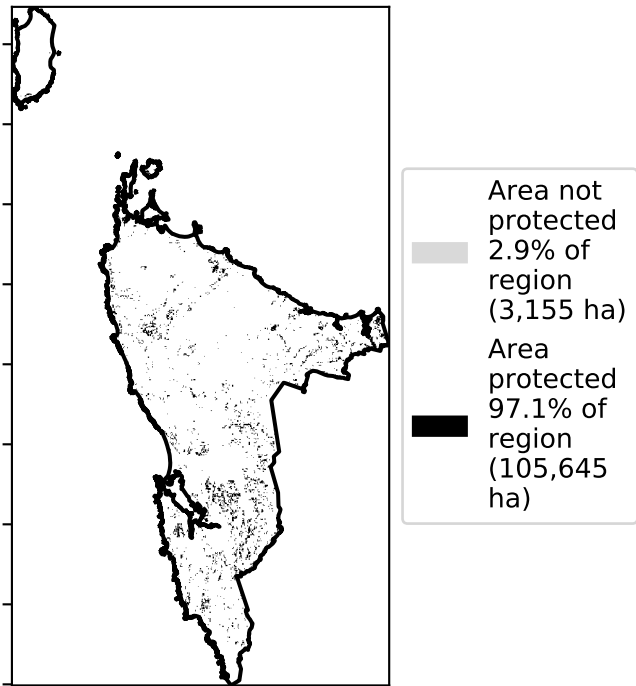 Area not
protected
2.9% of
region
(3,155 ha)
Area
protected
97.1% of
region
(105,645
ha)